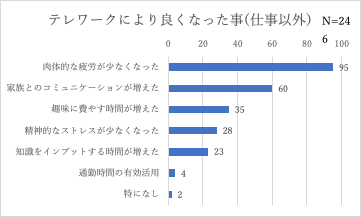 テレワークにより良くなった事(仕事以外) N=24
6
0 20 40 60 80 100
肉体的な疲労が少なくなった 95
家族とのコミュニケーションが増えた 60
趣味に費やす時間が増えた 35
精神的なストレスが少なくなった 28
知識をインプットする時間が増えた 23
通勤時間の有効活用 4
特になし 2